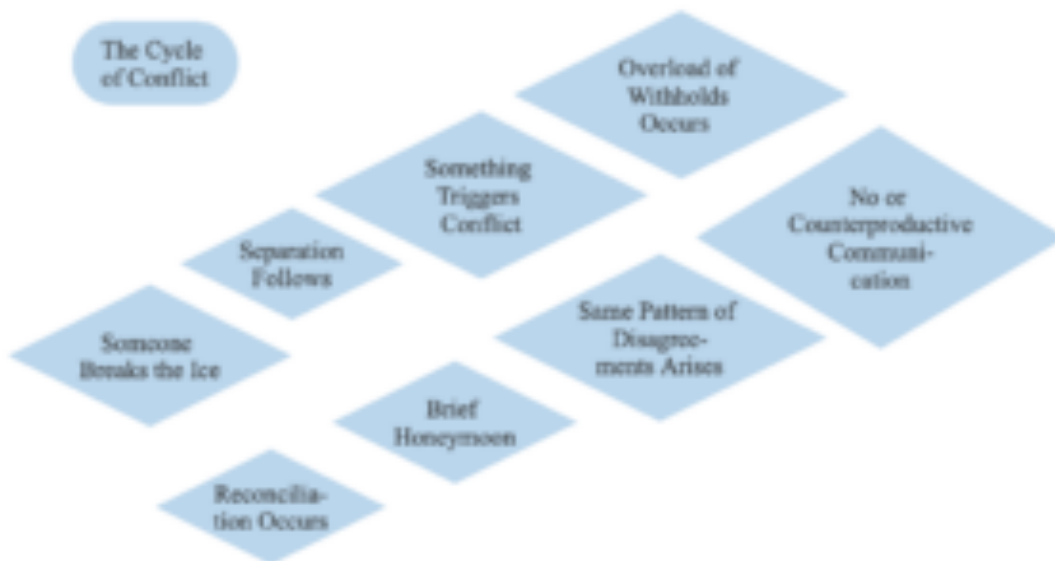 The Cycle
of Conflict
Overload of
Withholds
Occurs
Something
Triggers
Conflict
No or
Counterproductive
Communi-
cation
Separation
Follows
Same Pattern of
Disagree-
ments Arises
Someone
Breaks the Ice
Brief
Honeymoon
Reconcilia-
tion Occurs